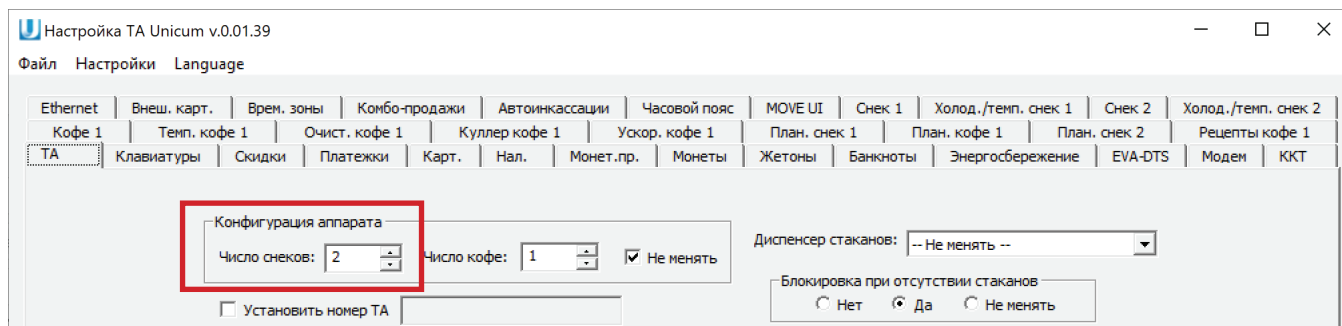 Настройка TA Unicum v.0.01.39
Файл Настройки Language
Ethernet Внеш. карт. Врем. зоны Комбо-продажи Автоинкассации Часовой пояс MOVE UI Снек 1 Холод./темп. снек 1 Снек 2 Холод./темп. снек 2
Кофе 1 Темп. кофе 1 Очист. кофе 1 Куллер кофе 1 Ускор. кофе 1 План. снек 1 План. кофе 1 План. снек 2 Рецепты кофе 1
ТА Клавиатуры Скидки Платежки Карт. Нал. Монет.пр. Монеты Жетоны Банкноты Энергосбережение EVA-DTS Модем ККТ
Конфигурация аппарата
Число снеков: 2 Число кофе: 1 Не менять
Диспенсер стаканов: -- Не менять --
Блокировка при отсутствии стаканов
Нет Да Не менять
Установить номер ТА